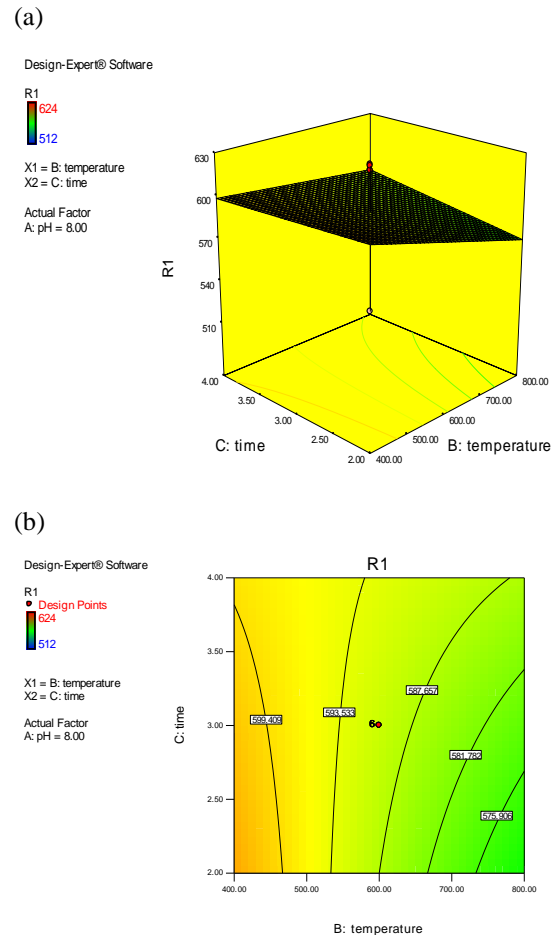 (a)
Design-Expert® Software
R1
624
512
X1 = B: temperature
X2 = C: time
Actual Factor
A: pH = 8.00
630
600
570
540
510
R1
4.00
3.50
3.00
2.50
2.00
C: time
400.00
500.00
600.00
700.00
800.00
B: temperature
(b)
Design-Expert® Software
R1
Design Points
624
512
X1 = B: temperature
X2 = C: time
Actual Factor
A: pH = 8.00
R1
4.00
3.50
3.00
2.50
2.00
C: time
599,409
593,533
6
587,657
581,782
575,906
400.00 500.00 600.00 700.00 800.00
B: temperature